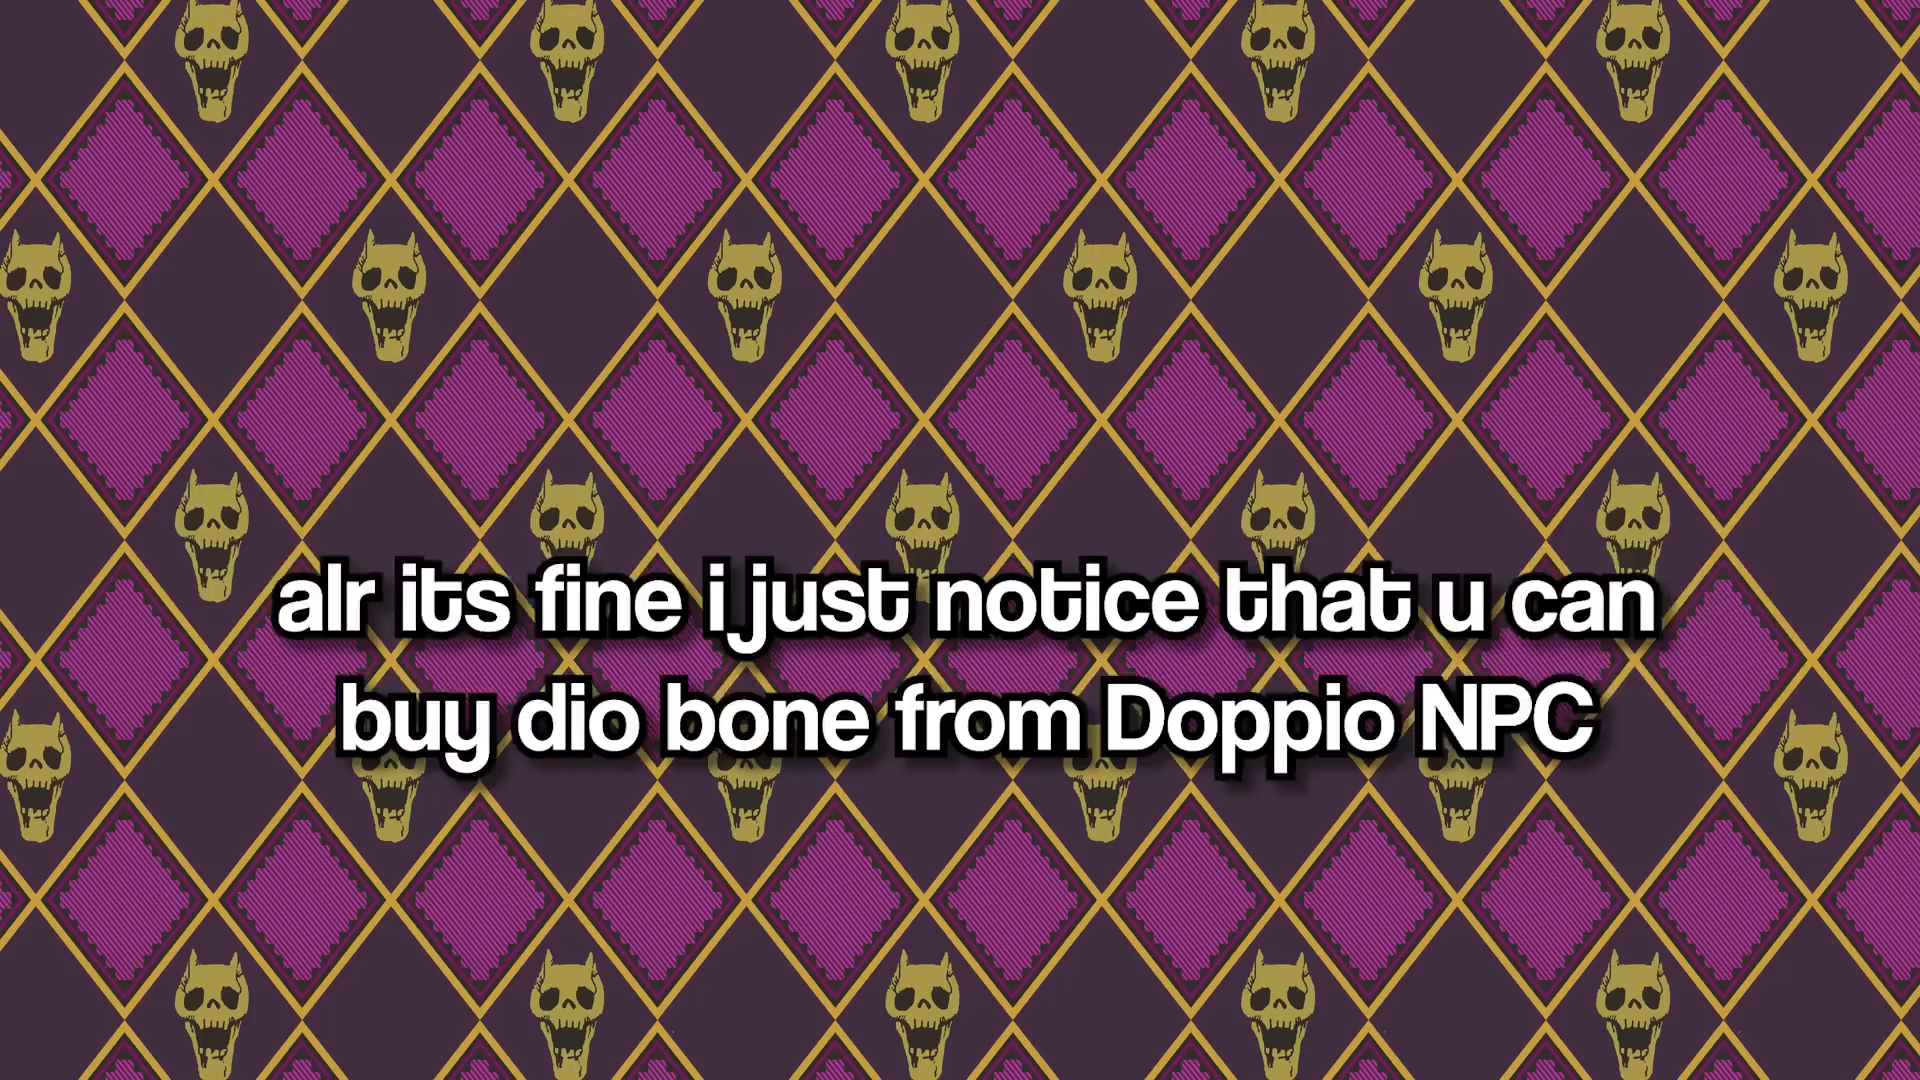 alr its fine i just notice that u can
buy dio bone from Doppio NPC